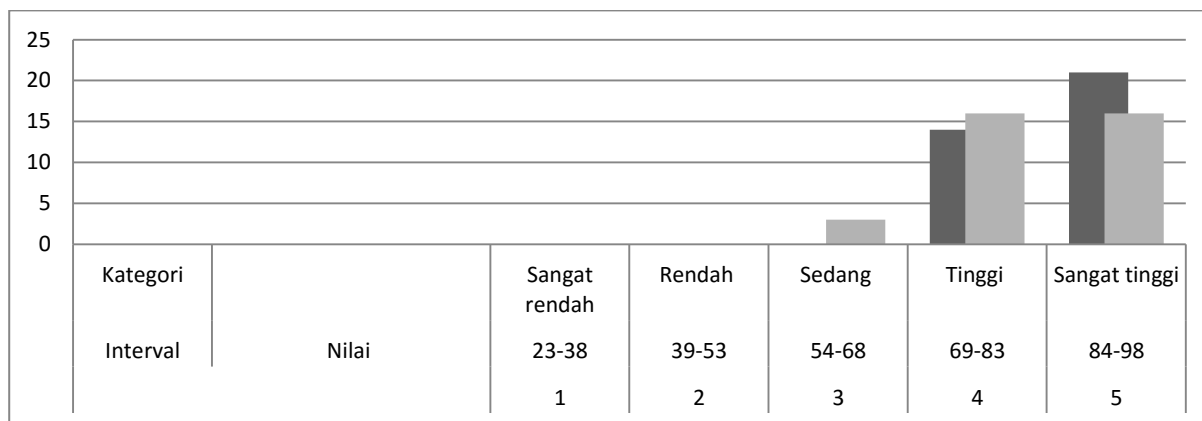 25
20
15
10
5
0
Kategori Sangat rendah Rendah Sedang Tinggi Sangat tinggi
Interval Nilai 23-38 39-53 54-68 69-83 84-98
1 2 3 4 5